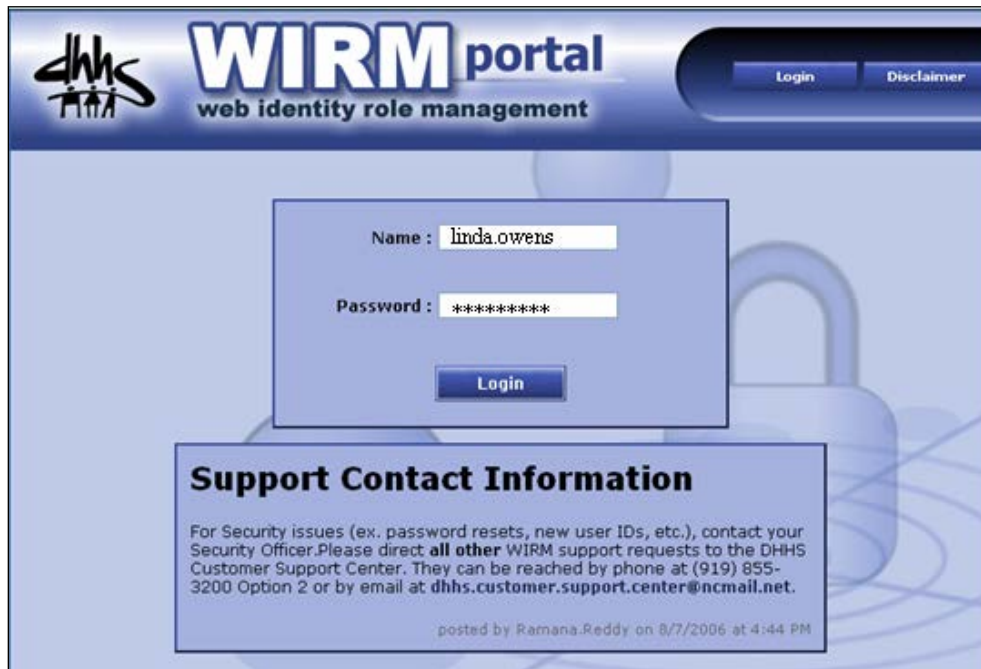 dhhs
WIRM portal
web identity role management
Login
Disclaimer
Name : linda.owens
Password : *********
Login
Support Contact Information
For Security issues (ex. password resets, new user IDs, etc.), contact your
Security Officer.Please direct all other WIRM support requests to the DHHS
Customer Support Center. They can be reached by phone at (919) 855-
3200 Option 2 or by email at dhhs.customer.support.center@ncmail.net.
posted by Ramana.Reddy on 8/7/2006 at 4:44 PM